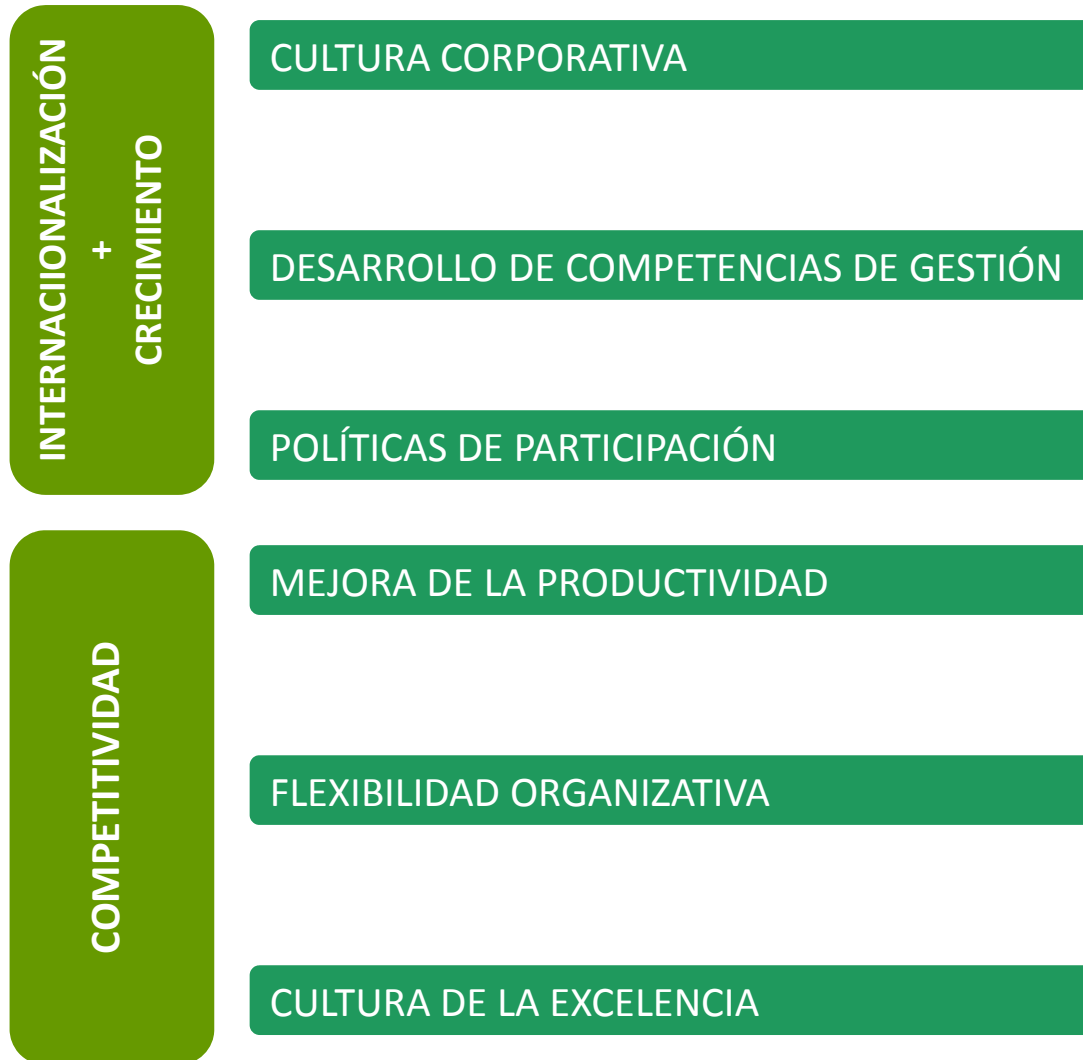 INTERNACIONALIZACIÓN
+
CRECIMIENTO
CULTURA CORPORATIVA
DESARROLLO DE COMPETENCIAS DE GESTIÓN
POLÍTICAS DE PARTICIPACIÓN
COMPETITIVIDAD
MEJORA DE LA PRODUCTIVIDAD
FLEXIBILIDAD ORGANIZATIVA
CULTURA DE LA EXCELENCIA